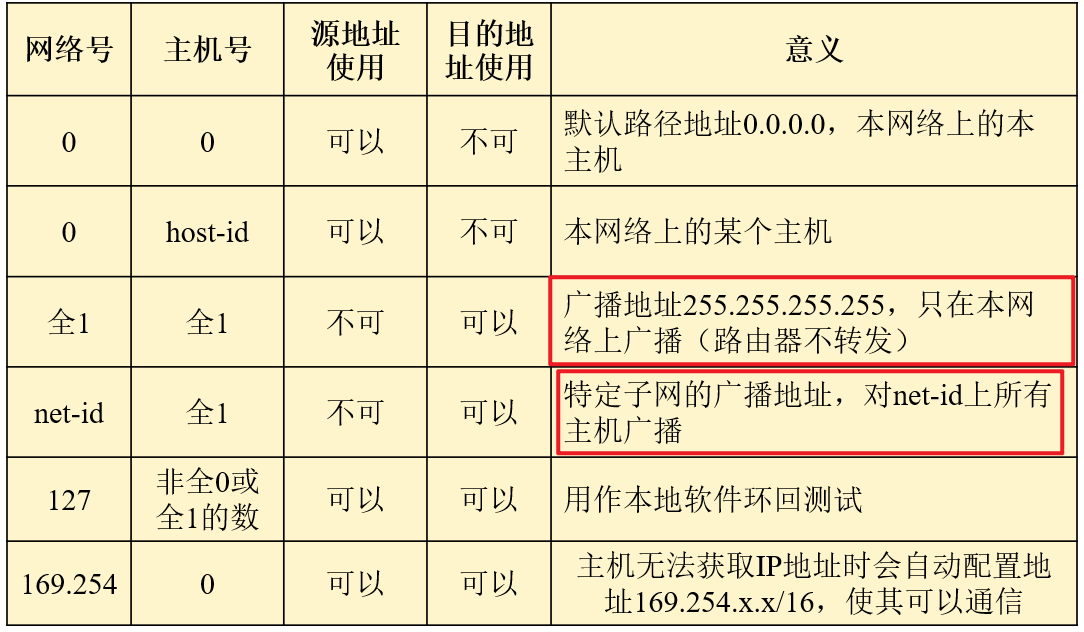 网络号
主机号
源地址
使用
目的地
址使用
意义
0
0
可以
不可
默认路径地址0.0.0.0，本网络上的本
主机
0
host-id
可以
不可
本网络上的某个主机
全1
全1
不可
可以
广播地址255.255.255.255，只在本网
络上广播（路由器不转发）
net-id
全1
不可
可以
特定子网的广播地址，对net-id上所有
主机广播
127
非全0或
全1的数
可以
可以
用作本地软件环回测试
169.254
0
可以
可以
主机无法获取IP地址时会自动配置地
址169.254.x.x/16，使其可以通信